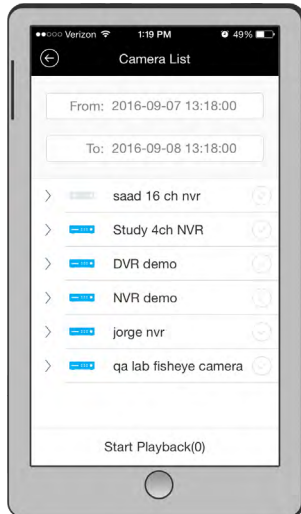 Verizon 1:19 PM 49%
Camera List
From: 2016-09-07 13:18:00
To: 2016-09-08 13:18:00
saad 16 ch nvr
Study 4ch NVR
DVR demo
NVR demo
jorge nvr
qa lab fisheye camera
Start Playback(0)